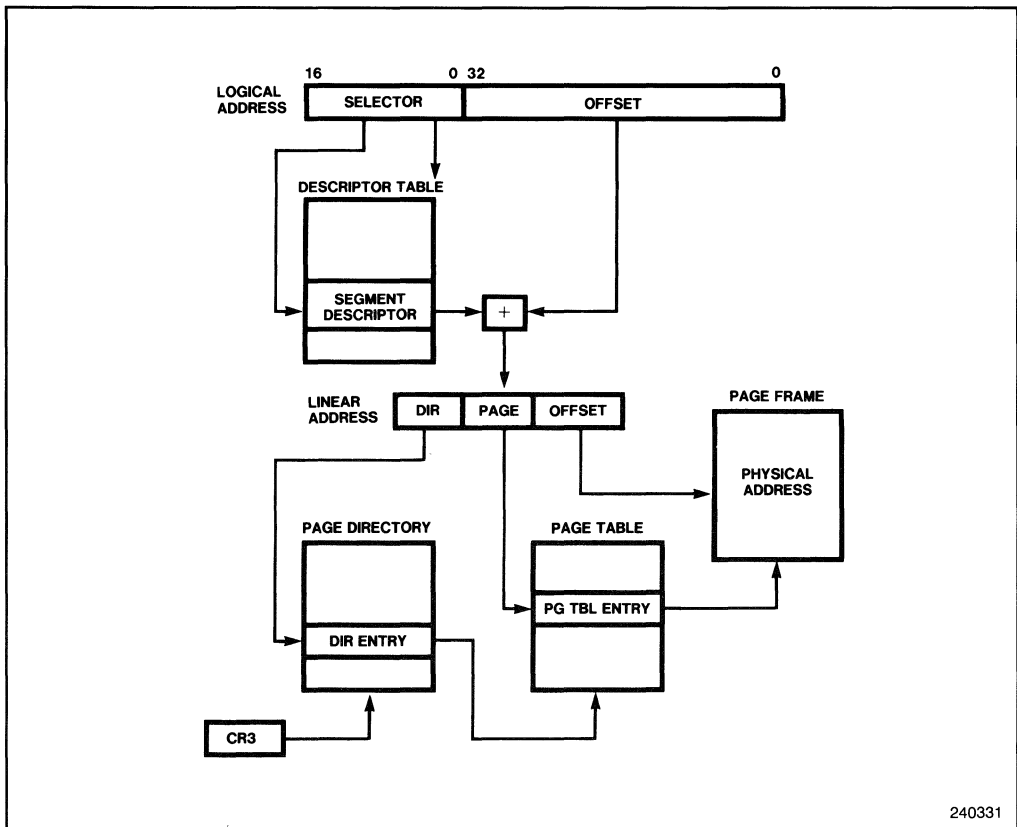 16 0 32 0
LOGICAL
ADDRESS
SELECTOR OFFSET
DESCRIPTOR TABLE
SEGMENT
DESCRIPTOR
+
LINEAR
ADDRESS
DIR PAGE OFFSET
PAGE FRAME
PHYSICAL
ADDRESS
PAGE DIRECTORY
PAGE TABLE
PG TBL ENTRY
DIR ENTRY
CR3
240331